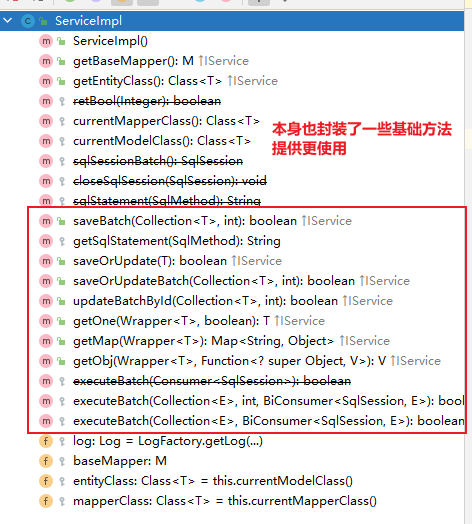 ServiceImpl
ServiceImpl()
getBaseMapper(): M ↑IService
getEntityClass(): Class<T> ↑IService
retBool(Integer): boolean
currentMapperClass(): Class<T>
currentModelClass(): Class<T>
sqlSessionBatch(): SqlSession
closeSqlSession(SqlSession): void
sqlStatement(SqlMethod): String
本身也封装了一些基础方法
提供更使用
saveBatch(Collection<T>, int): boolean ↑IService
getSqlStatement(SqlMethod): String
saveOrUpdate(T): boolean ↑IService
saveOrUpdateBatch(Collection<T>, int): boolean ↑IService
updateBatchById(Collection<T>, int): boolean ↑IService
getOne(Wrapper<T>, boolean): T ↑IService
getMap(Wrapper<T>): Map<String, Object> ↑IService
getObj(Wrapper<T>, Function<? super Object, V>): V ↑IService
executeBatch(Consumer<SqlSession>): boolean
executeBatch(Collection<E>, int, BiConsumer<SqlSession, E>): bool
executeBatch(Collection<E>, BiConsumer<SqlSession, E>): boolean
log: Log = LogFactory.getLog(...)
baseMapper: M
entityClass: Class<T> = this.currentModelClass()
mapperClass: Class<T> = this.currentMapperClass()